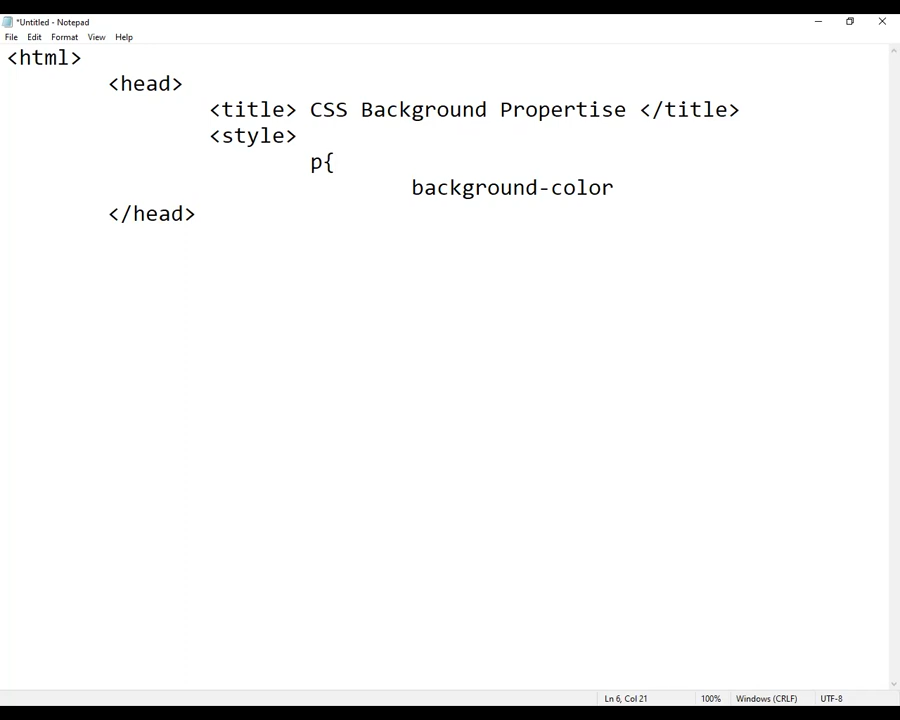 *Untitled - Notepad
File Edit Format View Help
<html>
<head>
<title> CSS Background Propertise </title>
<style>
p{
background-color
</head>
Ln 6, Col 21 100% Windows (CRLF) UTF-8